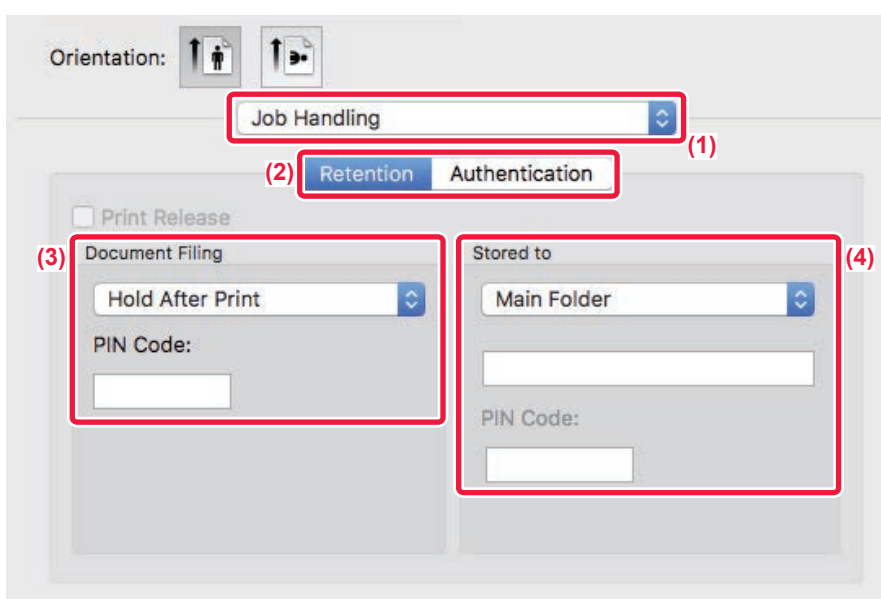 Orientation:
Job Handling
(1)
(2) Retention Authentication
Print Release
(3) Document Filing Stored to (4)
Hold After Print Main Folder
PIN Code:
PIN Code: